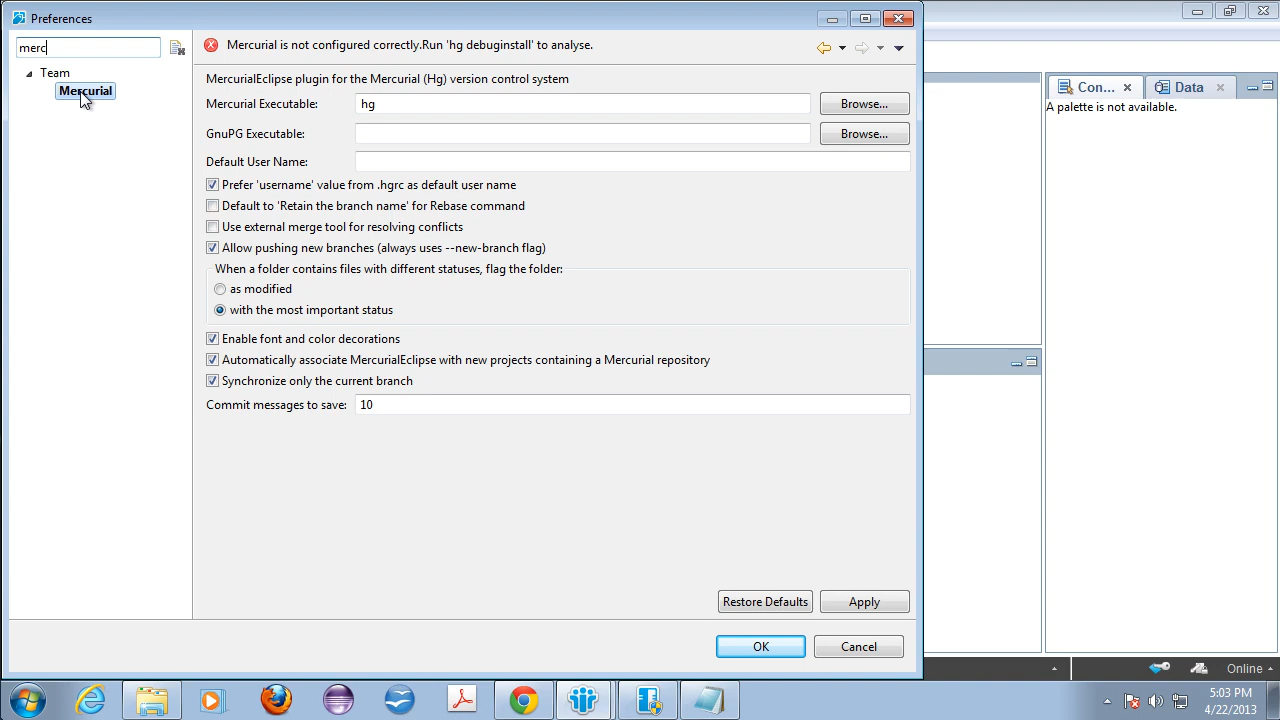 Preferences
merc
Team
Mercurial
Mercurial is not configured correctly.Run 'hg debuginstall' to analyse.
MercurialEclipse plugin for the Mercurial (Hg) version control system
Mercurial Executable: hg Browse...
GnuPG Executable: Browse...
Default User Name:
Prefer 'username' value from .hgrc as default user name
Default to 'Retain the branch name' for Rebase command
Use external merge tool for resolving conflicts
Allow pushing new branches (always uses --new-branch flag)
When a folder contains files with different statuses, flag the folder:
as modified
with the most important status
Enable font and color decorations
Automatically associate MercurialEclipse with new projects containing a Mercurial repository
Synchronize only the current branch
Commit messages to save: 10
Restore Defaults Apply
OK Cancel
Con... Data
A palette is not available.
Online
5:03 PM
4/22/2013